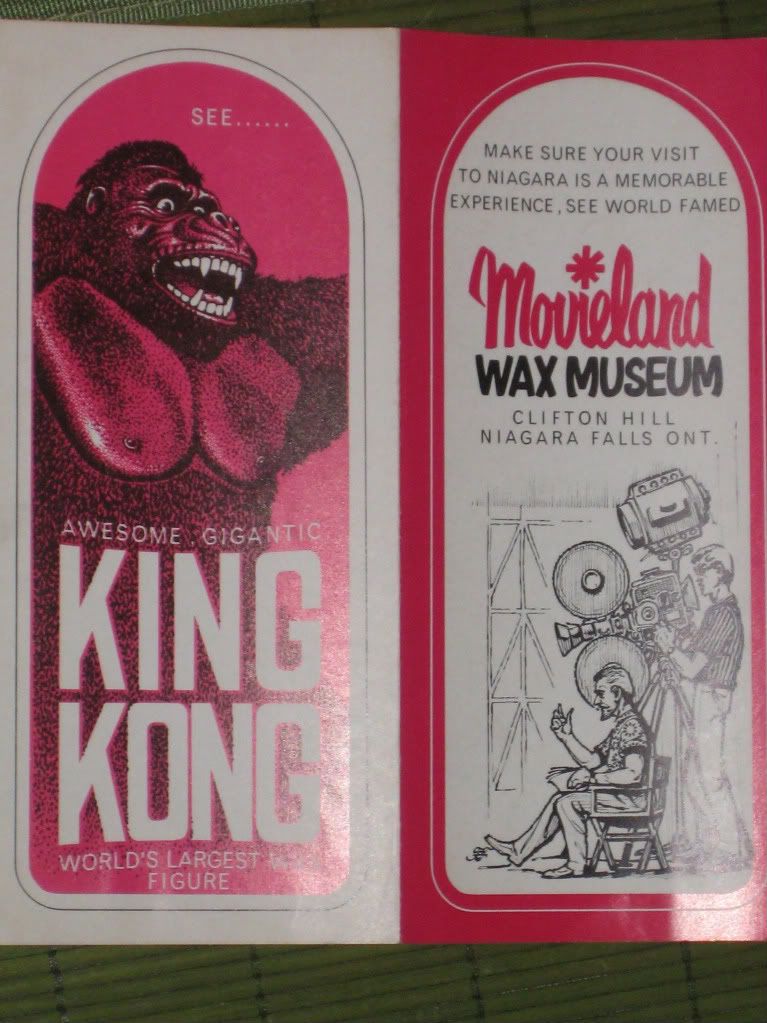 SEE......
AWESOME GIGANTIC
KING
KONG
WORLD'S LARGEST WAX
FIGURE
MAKE SURE YOUR VISIT
TO NIAGARA IS A MEMORABLE
EXPERIENCE, SEE WORLD FAMED
Movieland
WAX MUSEUM
CLIFTON HILL
NIAGARA FALLS ONT.